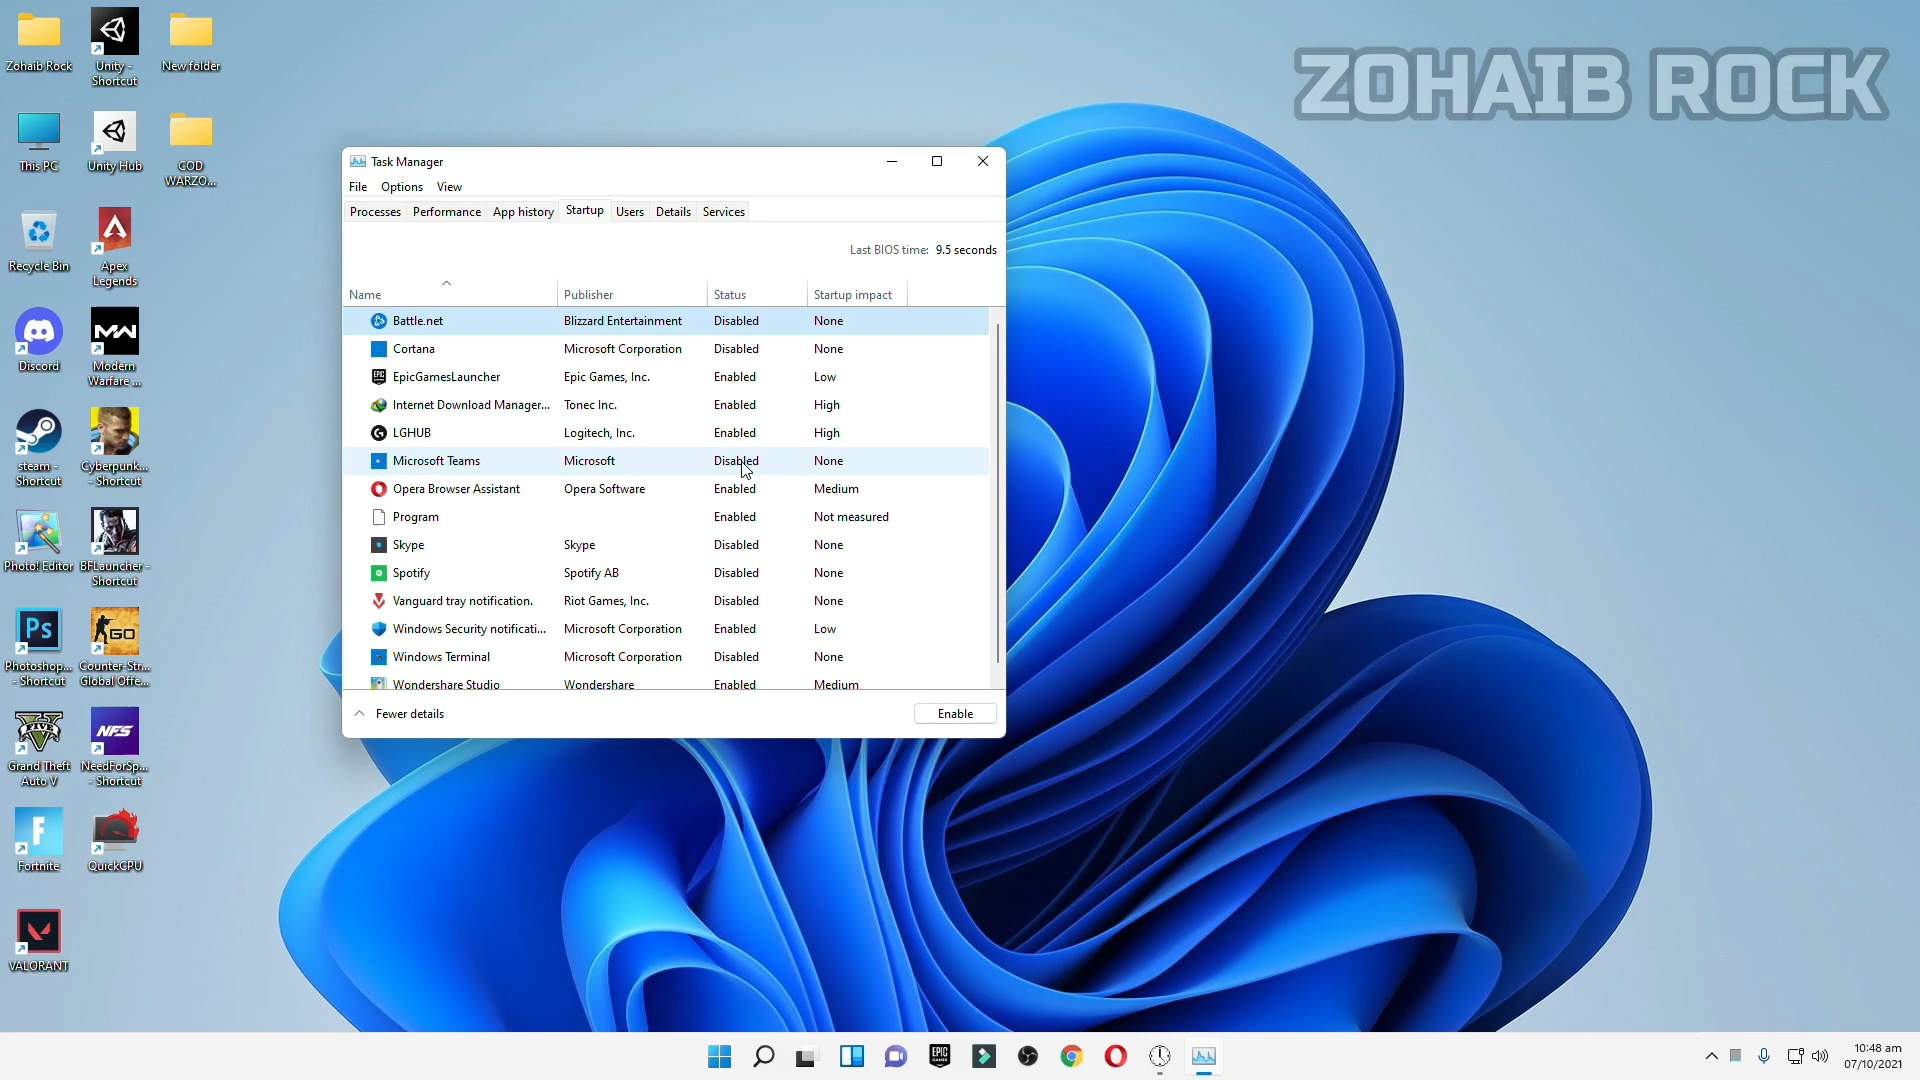 ZOHAIB ROCK
Zohaib Rock
Unity -
Shortcut
New folder
This PC
Unity Hub
COD
WARZO...
Recycle Bin
Apex
Legends
Discord
Modern
Warfare ...
steam -
Shortcut
Cyberpunk...
- Shortcut
Photo! Editor
BFLauncher -
Shortcut
Ps
Photoshop...
- Shortcut
GO
Counter-Str...
Global Offe...
Grand Theft
Auto V
NFS
NeedForSp...
- Shortcut
Fortnite
QuickCPU
VALORANT
Task Manager
File Options View
Processes Performance App history Startup Users Details Services
Last BIOS time: 9.5 seconds
Name Publisher Status Startup impact
Battle.net Blizzard Entertainment Disabled None
Cortana Microsoft Corporation Disabled None
EpicGamesLauncher Epic Games, Inc. Enabled Low
Internet Download Manager... Tonec Inc. Enabled High
LGHUB Logitech, Inc. Enabled High
Microsoft Teams Microsoft Disabled None
Opera Browser Assistant Opera Software Enabled Medium
Program Enabled Not measured
Skype Skype Disabled None
Spotify Spotify AB Disabled None
Vanguard tray notification. Riot Games, Inc. Disabled None
Windows Security notificati... Microsoft Corporation Enabled Low
Windows Terminal Microsoft Corporation Disabled None
Wondershare Studio Wondershare Enabled Medium
Fewer details Enable
EPIC
GAMES
10:48 am
07/10/2021